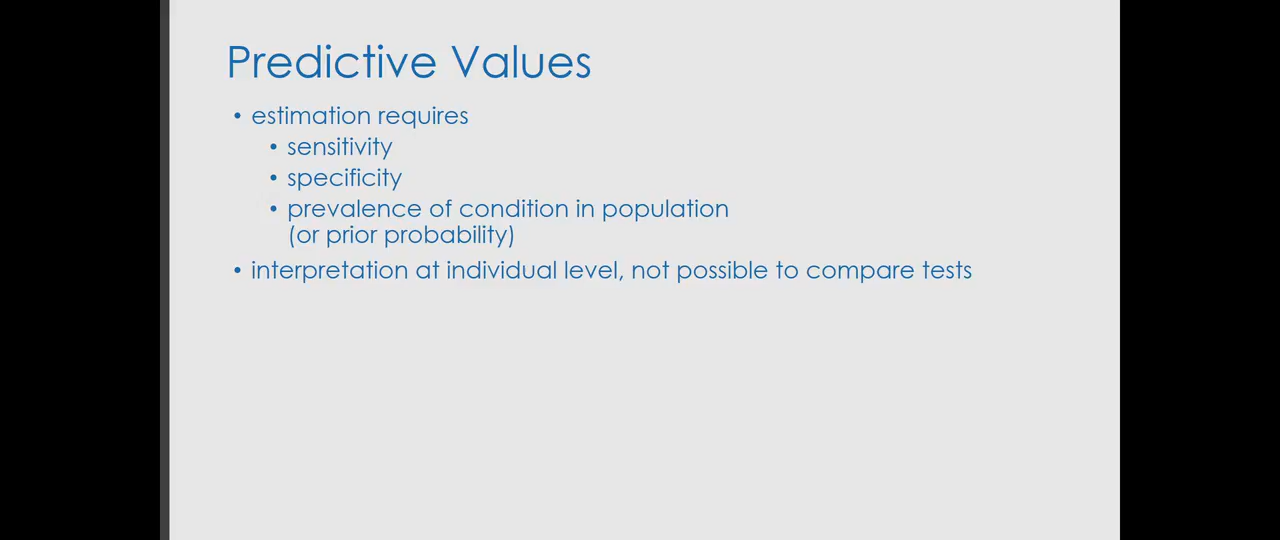 Predictive Values
• estimation requires
• sensitivity
• specificity
• prevalence of condition in population
(or prior probability)
• interpretation at individual level, not possible to compare tests